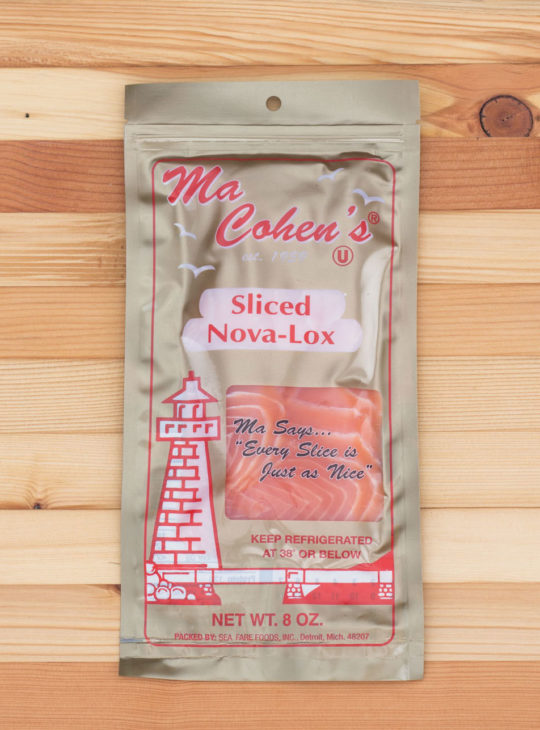 Ma
Cohen's®
est.
Ⓤ
Sliced
Nova-Lox
Ma Says...
"Every Slice is
Just as Nice"
KEEP REFRIGERATED
AT 38° OR BELOW
NET WT. 8 OZ.
PACKED BY: SEA FARE FOODS, INC., Detroit, Mich. 48207